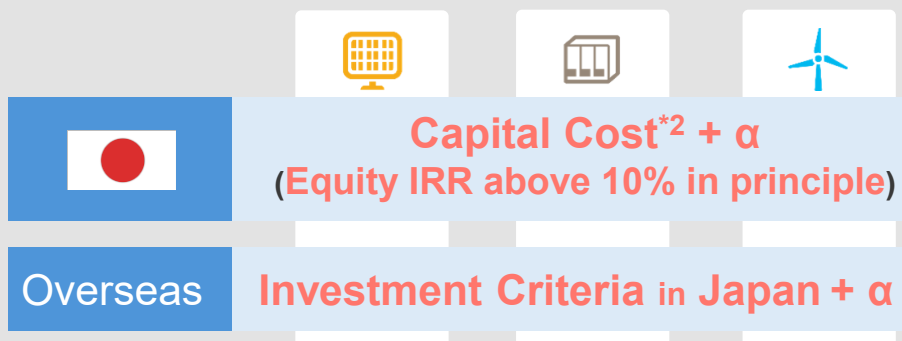 Capital Cost*2 + α
(Equity IRR above 10% in principle)
Overseas
Investment Criteria in Japan + α